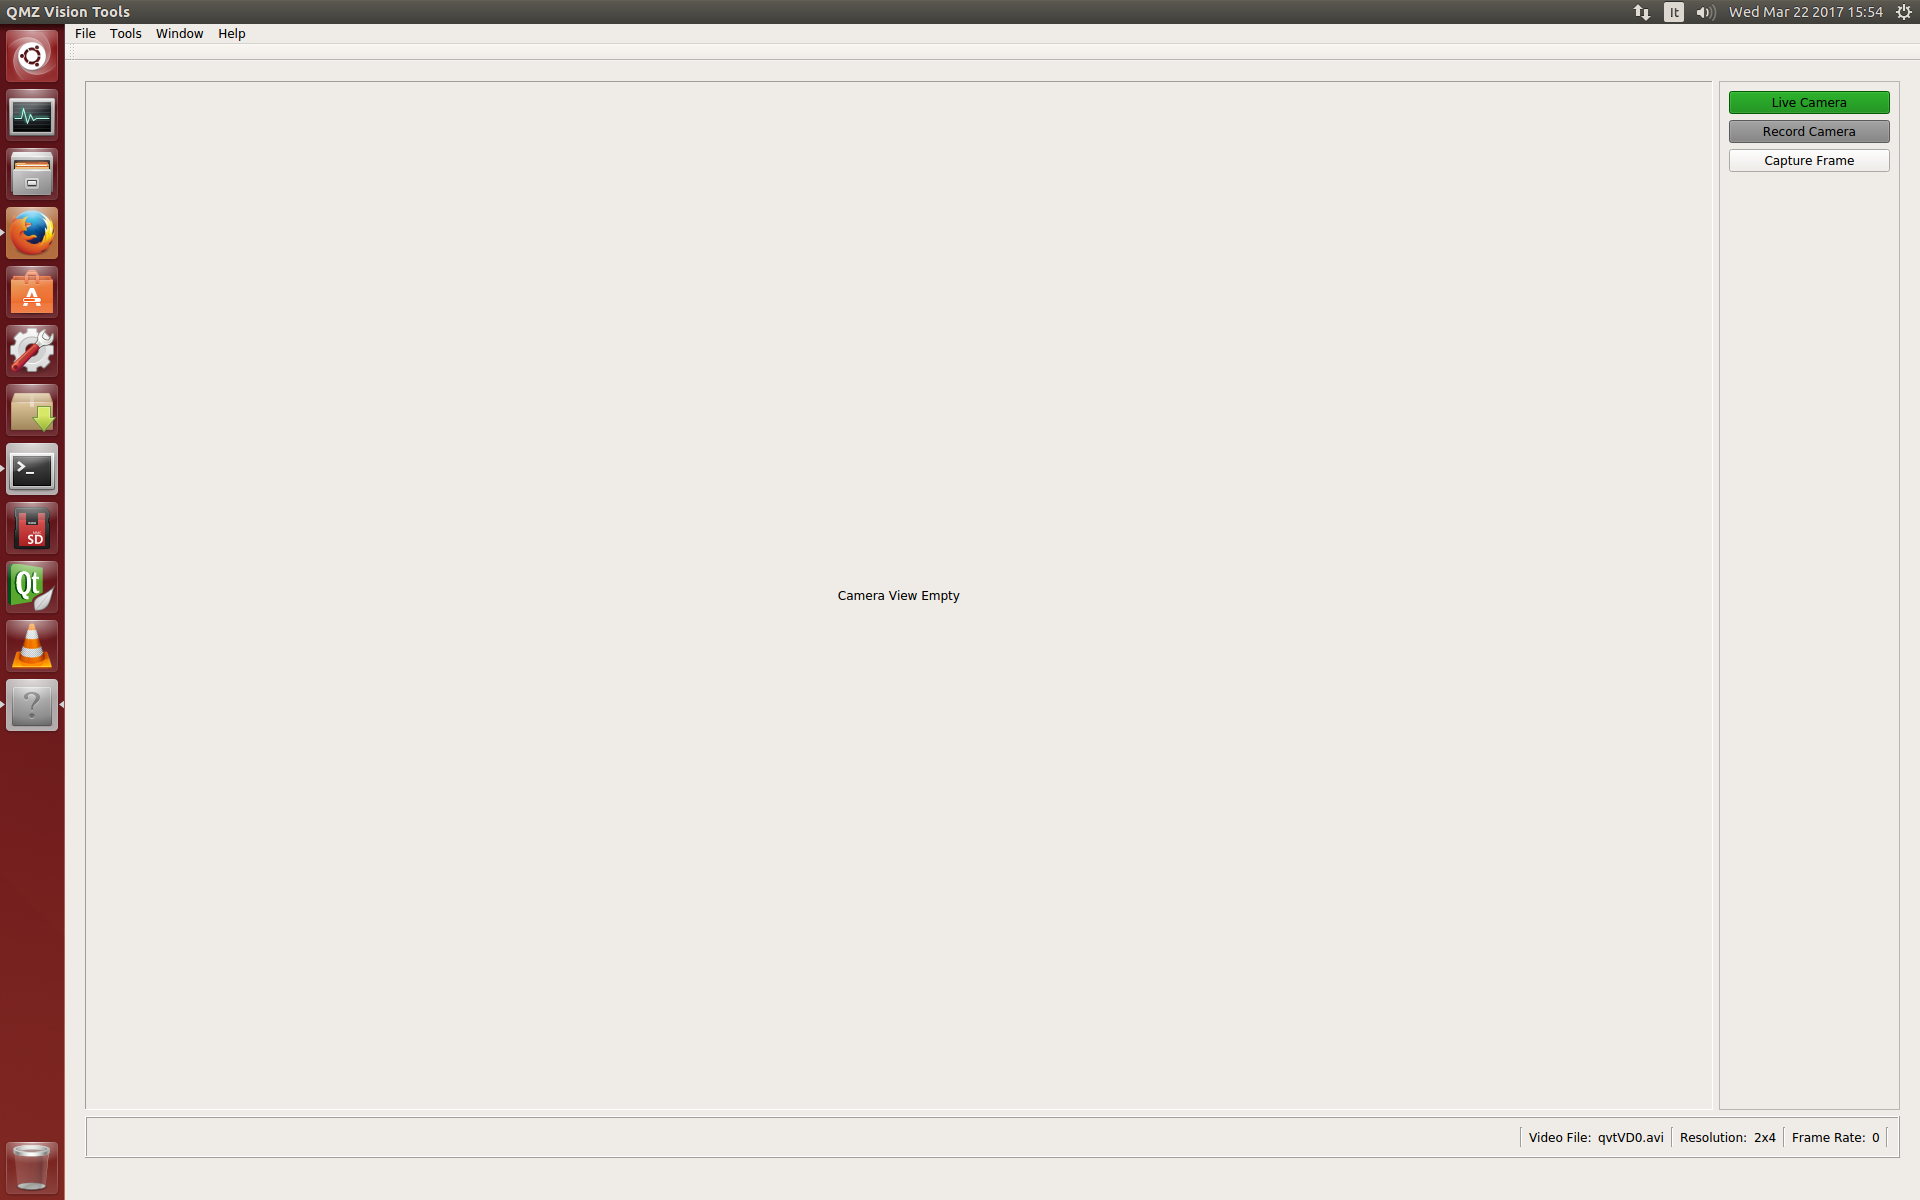 QMZ Vision Tools
It
Wed Mar 22 2017 15:54
File Tools Window Help
Live Camera
Record Camera
Capture Frame
A
>_
SD
Qt
?
Camera View Empty
Video File: qvtVD0.avi Resolution: 2x4 Frame Rate: 0